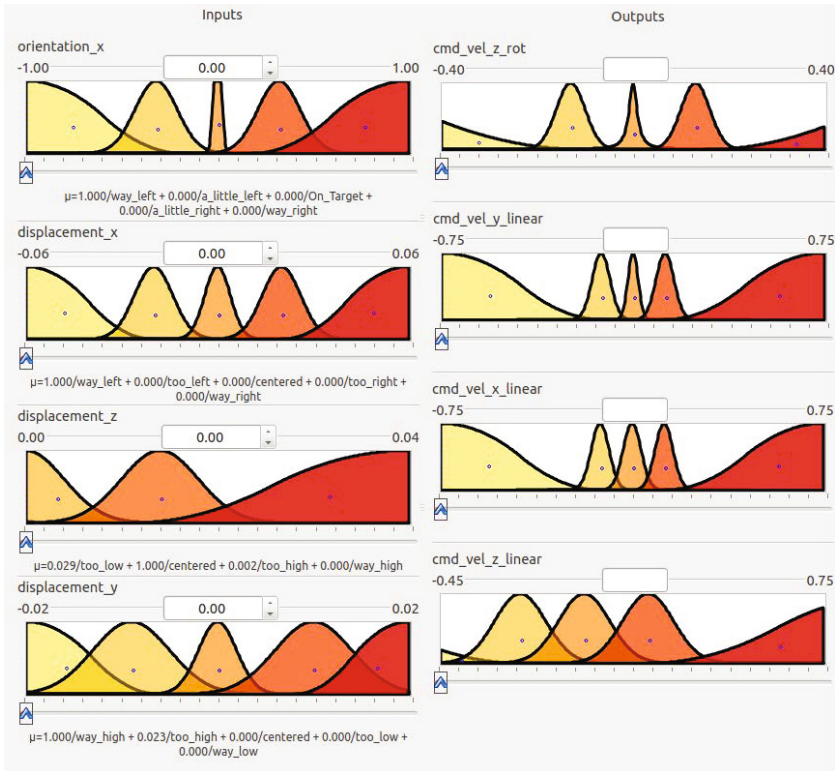 Inputs
orientation_x
-1.00 0.00 1.00
μ=1.000/way_left + 0.000/a_little_left + 0.000/On_Target +
0.000/a_little_right + 0.000/way_right
displacement_x
-0.06 0.00 0.06
μ=1.000/way_left + 0.000/too_left + 0.000/centered + 0.000/too_right +
0.000/way_right
displacement_z
0.00 0.00 0.04
μ=0.029/too_low + 1.000/centered + 0.002/too_high + 0.000/way_high
displacement_y
-0.02 0.00 0.02
μ=1.000/way_high + 0.023/too_high + 0.000/centered + 0.000/too_low +
0.000/way_low
Outputs
cmd_vel_z_rot
-0.40 0.40
cmd_vel_y_linear
-0.75 0.75
cmd_vel_x_linear
-0.75 0.75
cmd_vel_z_linear
-0.45 0.75